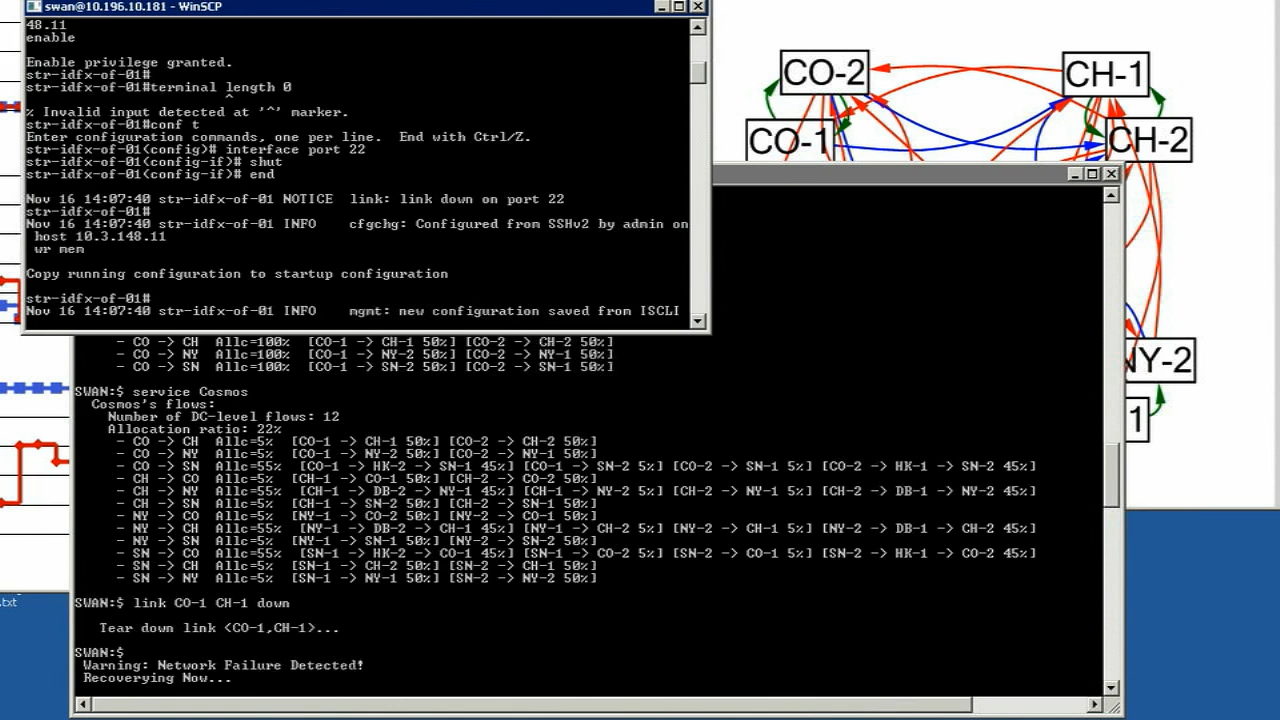 swan@10.196.10.181 - WinSCP
48.11
enable
Enable privilege granted.
str-idfx-of-01#
str-idfx-of-01#terminal length 0
^
% Invalid input detected at '^' marker.
str-idfx-of-01#conf t
Enter configuration commands, one per line.  End with Ctrl/Z.
str-idfx-of-01(config)# interface port 22
str-idfx-of-01(config-if)# shut
str-idfx-of-01(config-if)# end
Nov 16 14:07:40 str-idfx-of-01 NOTICE  link: link down on port 22
str-idfx-of-01#
Nov 16 14:07:40 str-idfx-of-01 INFO    cfgchg: Configured from SSHv2 by admin on
host 10.3.148.11
wr mem
Copy running configuration to startup configuration
str-idfx-of-01#
Nov 16 14:07:40 str-idfx-of-01 INFO    mgmt: new configuration saved from ISCLI
CO-2
CH-1
CO-1
CH-2
NY-2
1
- CO -> CH  Allc=100%  [CO-1 -> CH-1 50%] [CO-2 -> CH-2 50%]
- CO -> NY  Allc=100%  [CO-1 -> NY-2 50%] [CO-2 -> NY-1 50%]
- CO -> SN  Allc=100%  [CO-1 -> SN-2 50%] [CO-2 -> SN-1 50%]
SWAN:$ service Cosmos
Cosmos's flows:
Number of DC-level flows: 12
Allocation ratio: 22%
- CO -> CH  Allc=5%  [CO-1 -> CH-1 50%] [CO-2 -> CH-2 50%]
- CO -> NY  Allc=5%  [CO-1 -> NY-2 50%] [CO-2 -> NY-1 50%]
- CO -> SN  Allc=55%  [CO-1 -> HK-2 -> SN-1 45%] [CO-1 -> SN-2 5%] [CO-2 -> SN-1 5%] [CO-2 -> HK-1 -> SN-2 45%]
- CH -> CO  Allc=5%  [CH-1 -> CO-1 50%] [CH-2 -> CO-2 50%]
- CH -> NY  Allc=55%  [CH-1 -> DB-2 -> NY-1 45%] [CH-1 -> NY-2 5%] [CH-2 -> NY-1 5%] [CH-2 -> DB-1 -> NY-2 45%]
- CH -> SN  Allc=5%  [CH-1 -> SN-2 50%] [CH-2 -> SN-1 50%]
- NY -> CO  Allc=5%  [NY-1 -> CO-2 50%] [NY-2 -> CO-1 50%]
- NY -> CH  Allc=55%  [NY-1 -> DB-2 -> CH-1 45%] [NY-1 -> CH-2 5%] [NY-2 -> CH-1 5%] [NY-2 -> DB-1 -> CH-2 45%]
- NY -> SN  Allc=5%  [NY-1 -> SN-1 50%] [NY-2 -> SN-2 50%]
- SN -> CO  Allc=55%  [SN-1 -> HK-2 -> CO-1 45%] [SN-1 -> CO-2 5%] [SN-2 -> CO-1 5%] [SN-2 -> HK-1 -> CO-2 45%]
- SN -> CH  Allc=5%  [SN-1 -> CH-2 50%] [SN-2 -> CH-1 50%]
- SN -> NY  Allc=5%  [SN-1 -> NY-1 50%] [SN-2 -> NY-2 50%]
SWAN:$ link CO-1 CH-1 down
Tear down link <CO-1,CH-1>...
SWAN:$
Warning: Network Failure Detected!
Recoverying Now...
.txt